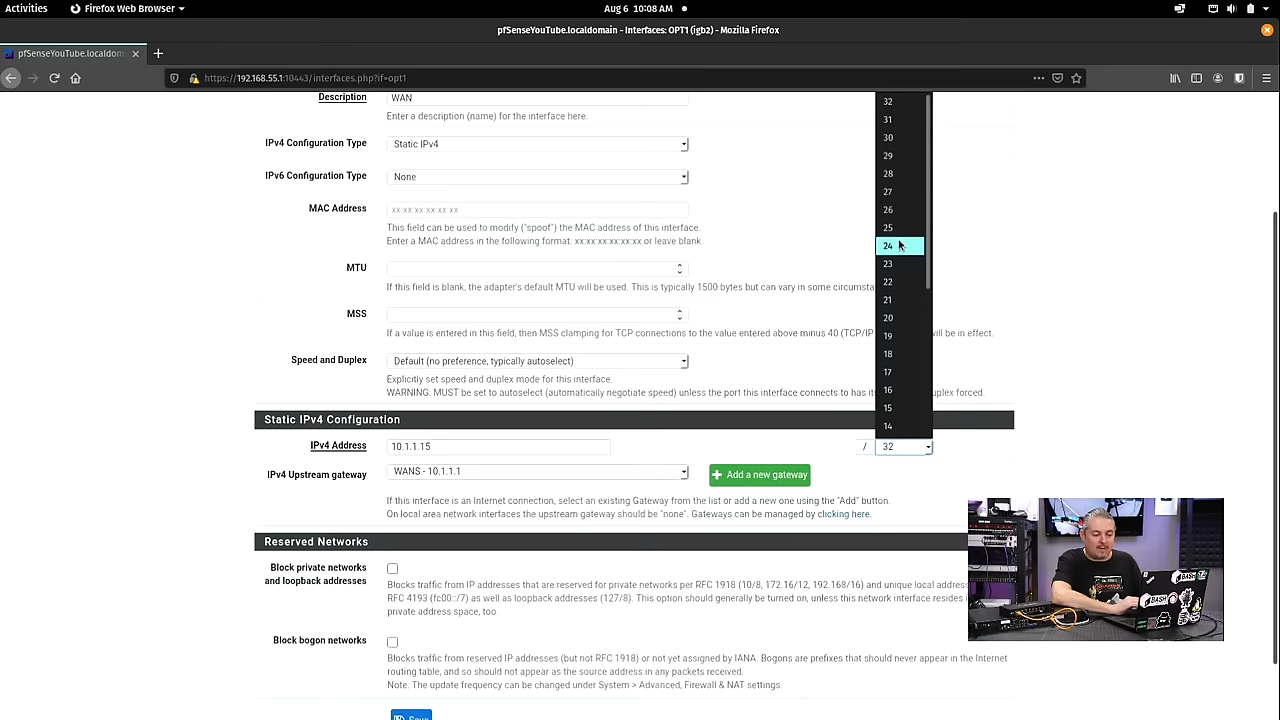 Activities
Firefox Web Browser
Aug 6 10:08 AM
pfSenseYouTube.localdomain - Interfaces: OPT1 (igb2) - Mozilla Firefox
pfSenseYouTube.localdom
https://192.168.55.1:10443/interfaces.php?if=opt1
Description
WAN
Enter a description (name) for the interface here.
IPv4 Configuration Type
Static IPv4
IPv6 Configuration Type
None
MAC Address
xx:xx:xx:xx:xx:xx
This field can be used to modify ("spoof") the MAC address of this interface.
Enter a MAC address in the following format: xx:xx:xx:xx:xx:xx or leave blank.
MTU
If this field is blank, the adapter's default MTU will be used. This is typically 1500 bytes but can vary in some circumsta
MSS
If a value is entered in this field, then MSS clamping for TCP connections to the value entered above minus 40 (TCP/IP will be in effect.
Speed and Duplex
Default (no preference, typically autoselect)
Explicitly set speed and duplex mode for this interface.
WARNING: MUST be set to autoselect (automatically negotiate speed) unless the port this interface connects to has its uplex forced.
32
31
30
29
28
27
26
25
24
23
22
21
20
19
18
17
16
15
14
Static IPv4 Configuration
IPv4 Address
10.1.1.15
/
32
IPv4 Upstream gateway
WANS - 10.1.1.1
Add a new gateway
If this interface is an Internet connection, select an existing Gateway from the list or add a new one using the "Add" button.
On local area network interfaces the upstream gateway should be "none". Gateways can be managed by clicking here.
Reserved Networks
Block private networks
and loopback addresses
Blocks traffic from IP addresses that are reserved for private networks per RFC 1918 (10/8, 172.16/12, 192.168/16) and unique local addre
RFC 4193 (fc00::/7) as well as loopback addresses (127/8). This option should generally be turned on, unless this network interface resides
private address space, too.
Block bogon networks
Blocks traffic from reserved IP addresses (but not RFC 1918) or not yet assigned by IANA. Bogons are prefixes that should never appear in the Internet
routing table, and so should not appear as the source address in any packets received.
Note: The update frequency can be changed under System > Advanced, Firewall & NAT settings.
Save
BASH
BASH